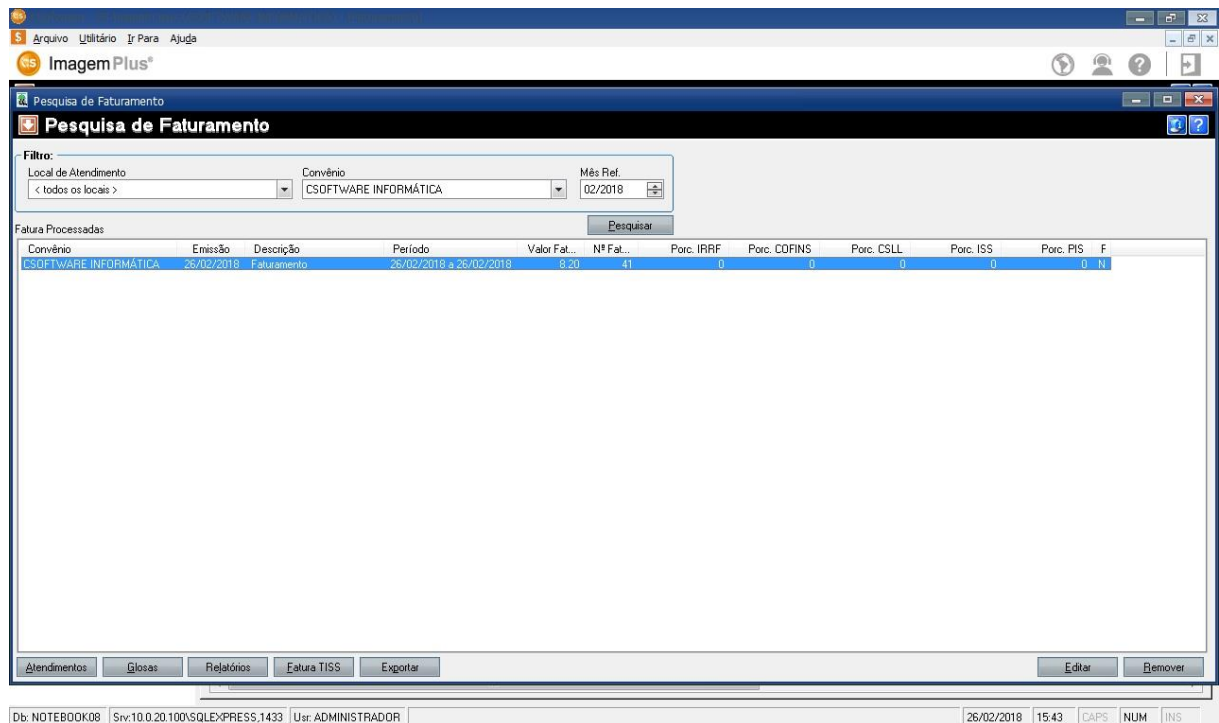 Arquivo Utilitário Ir Para Ajuda
S
CS ImagemPlus®
Pesquisa de Faturamento
Pesquisa de Faturamento
Filtro:
Local de Atendimento Convênio Mês Ref.
< todos os locais > CSOFTWARE INFORMÁTICA 02/2018
Fatura Processadas Pesquisar
Convênio Emissão Descrição Período Valor Fat... Nº Fat... Porc. IRRF Porc. COFINS Porc. CSLL Porc. ISS Porc. PIS F
CSOFTWARE INFORMÁTICA 26/02/2018 Faturamento 26/02/2018 a 26/02/2018 8.20 41 0 0 0 0 0 N
Atendimentos Glosas Relatórios Fatura TISS Exportar Editar Remover
Db: NOTEBOOK08 Srv:10.0.20.100\SQLEXPRESS,1433 Usr: ADMINISTRADOR 26/02/2018 15:43 CAPS NUM INS